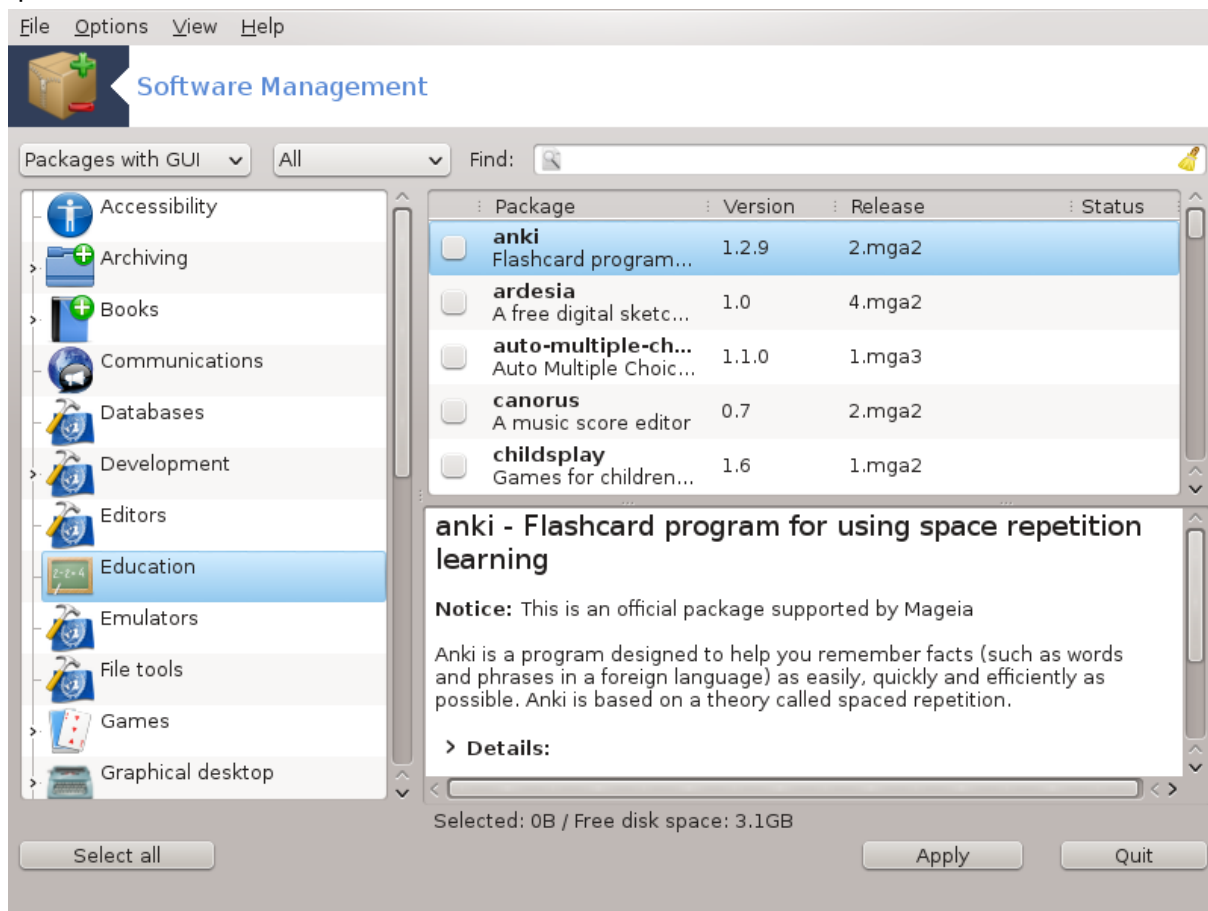 File Options View Help
Software Management
Packages with GUI All Find:
Accessibility
Archiving
Books
Communications
Databases
Development
Editors
Education
Emulators
File tools
Games
Graphical desktop
Package Version Release Status
anki 1.2.9 2.mga2
Flashcard program...
ardesia 1.0 4.mga2
A free digital sketc...
auto-multiple-ch... 1.1.0 1.mga3
Auto Multiple Choic...
canorus 0.7 2.mga2
A music score editor
childsplay 1.6 1.mga2
Games for children...
anki - Flashcard program for using space repetition
learning
Notice: This is an official package supported by Mageia
Anki is a program designed to help you remember facts (such as words
and phrases in a foreign language) as easily, quickly and efficiently as
possible. Anki is based on a theory called spaced repetition.
Details:
Selected: 0B / Free disk space: 3.1GB
Select all Apply Quit